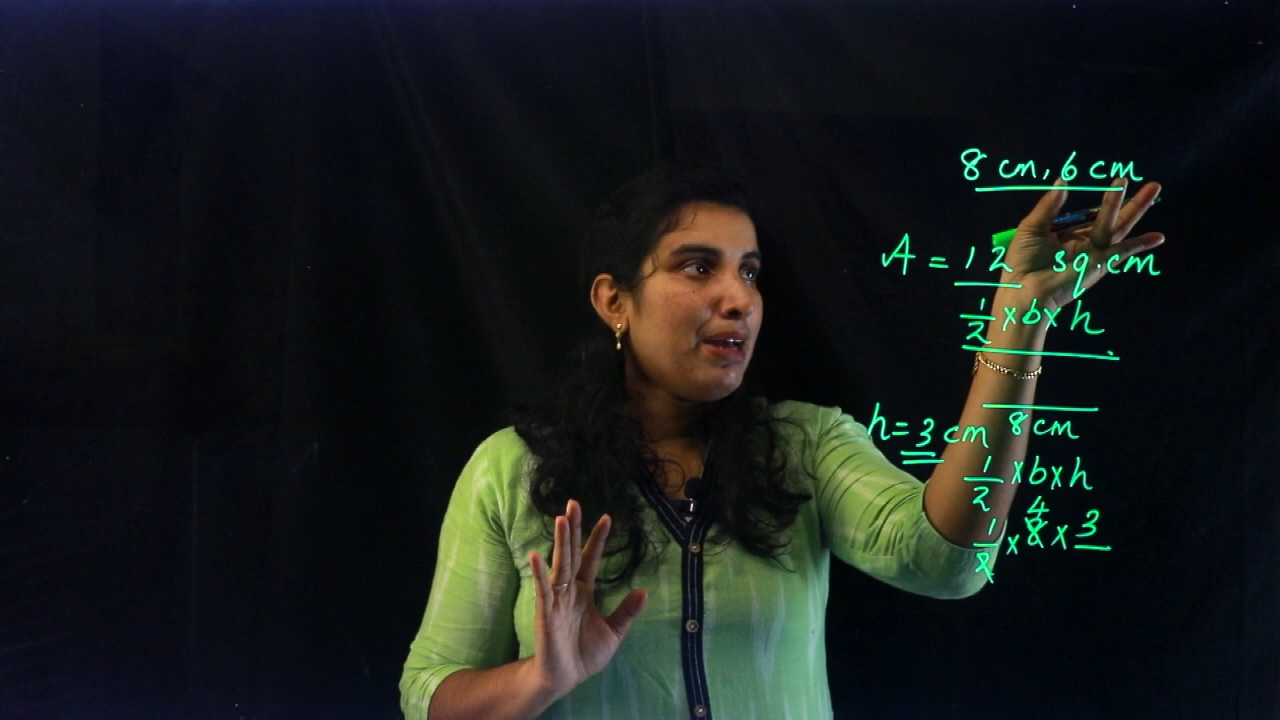 8 cm, 6 cm
A = 12 sq.cm
1/2 × b × h
8 cm
h = 3 cm
1/2 × b × h
4
1/2 × 8 × 3